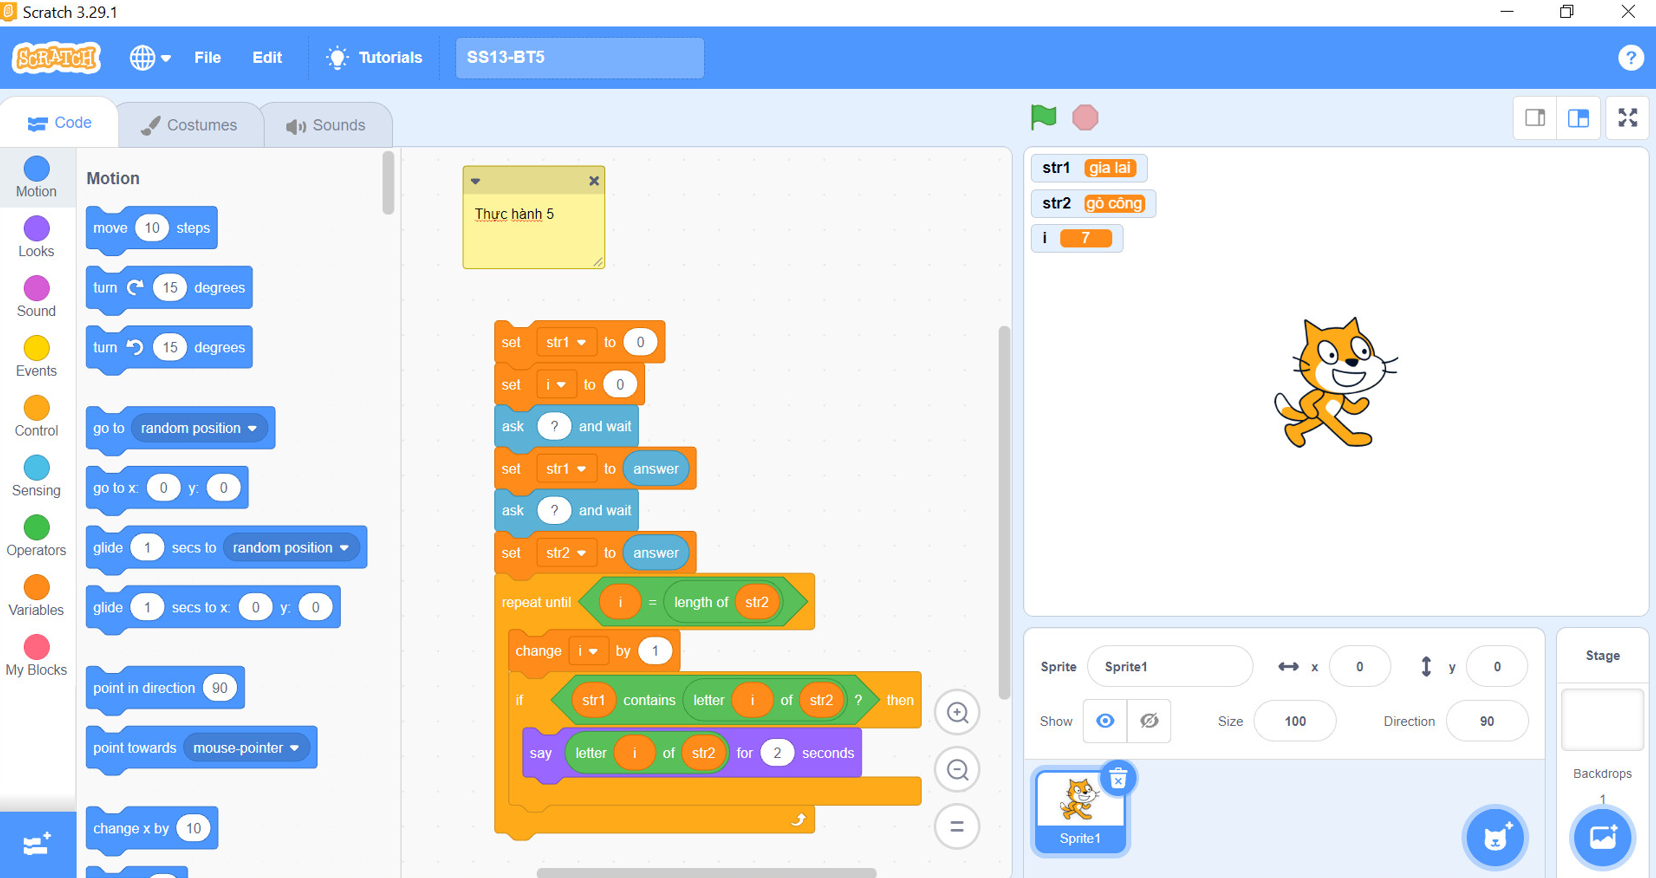 Scratch 3.29.1
SCRATCH
File
Edit
Tutorials
SS13-BT5
?
Code
Costumes
Sounds
Motion
Looks
Sound
Events
Control
Sensing
Operators
Variables
My Blocks
Motion
move 10 steps
turn 15 degrees
turn 15 degrees
go to random position
go to x: 0 y: 0
glide 1 secs to random position
glide 1 secs to x: 0 y: 0
point in direction 90
point towards mouse-pointer
change x by 10
Thực hành 5
set str1 to 0
set i to 0
ask ? and wait
set str1 to answer
ask ? and wait
set str2 to answer
repeat until i = length of str2
change i by 1
if str1 contains letter i of str2 ? then
say letter i of str2 for 2 seconds
str1 gia lai
str2 gò công
i 7
Sprite Sprite1 x 0 y 0
Show Size 100 Direction 90
Sprite1
Stage
Backdrops
1